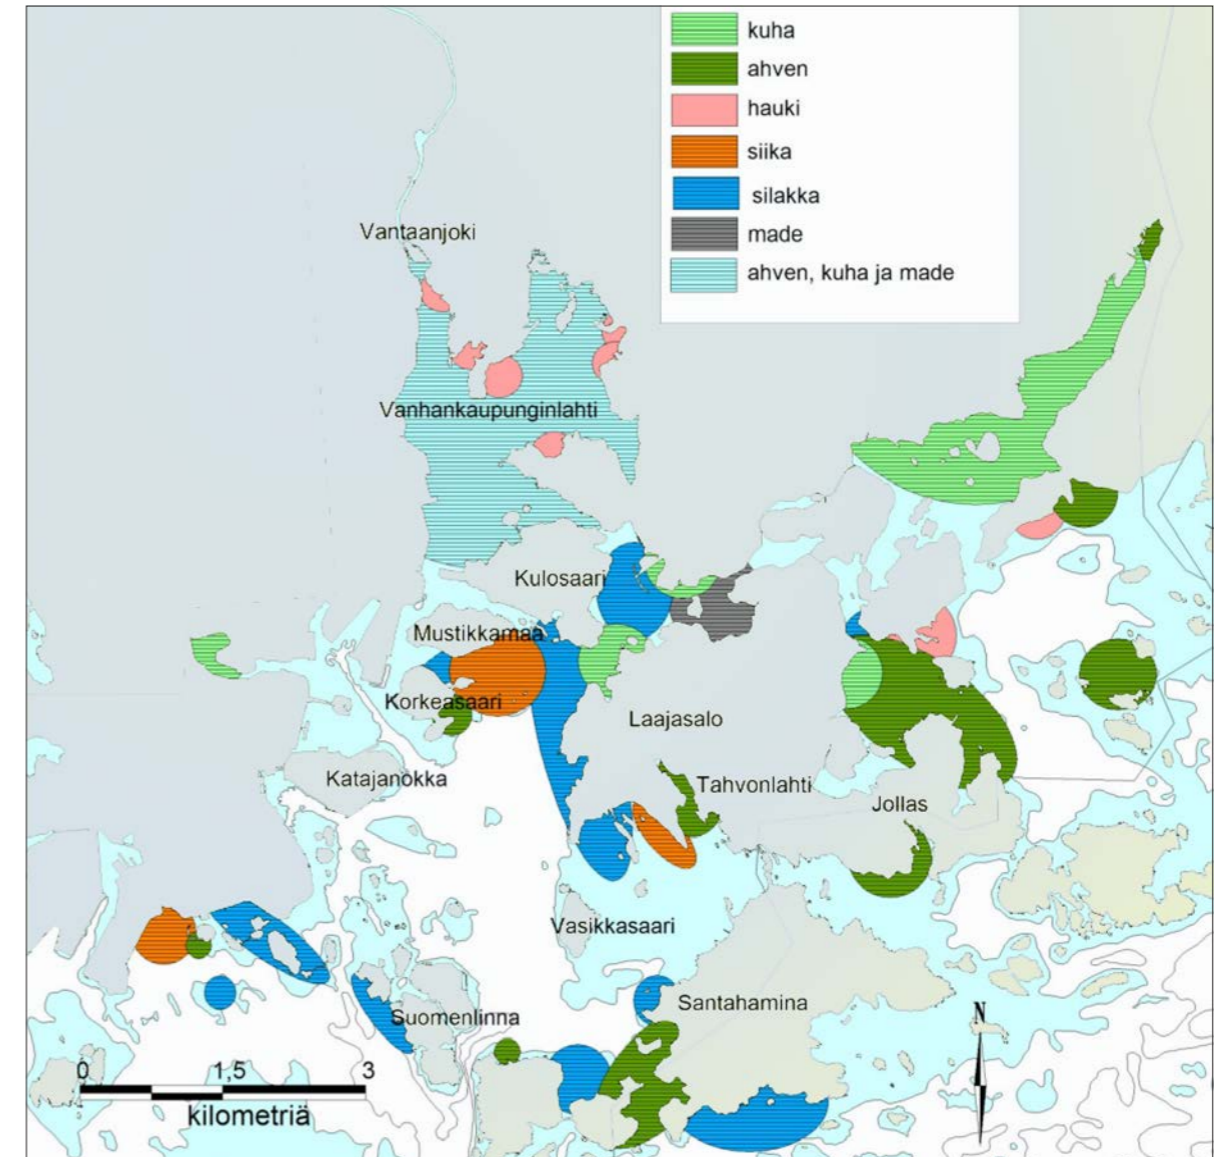 kuha
ahven
hauki
siika
silakka
made
ahven, kuha ja made
Vantaanjoki
Vanhankaupunginlahti
Kulosaari
Mustikkamaa
Korkeasaari
Laajasalo
Katajanokka
Tahvonlahti
Jollas
Vasikkasaari
Santahamina
Suomenlinna
N
0 1,5 3
kilometriä